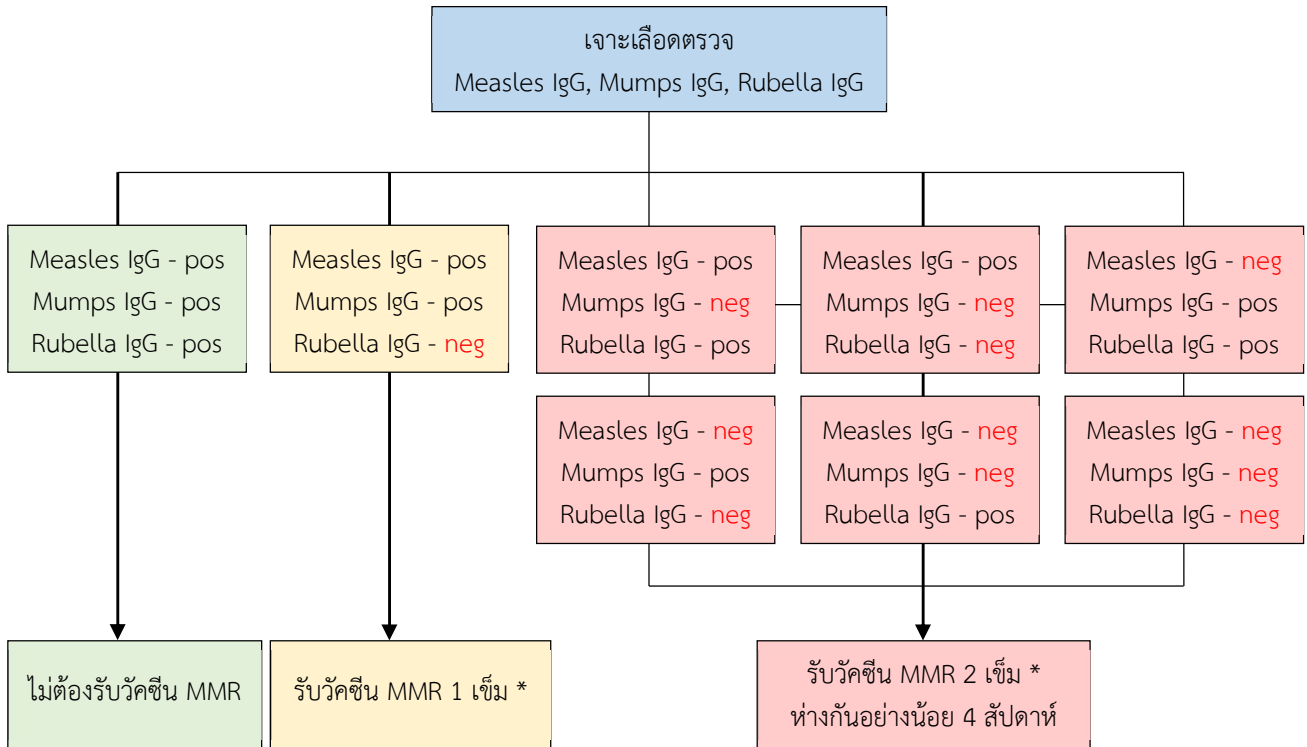 เจาะเลือดตรวจ
Measles IgG, Mumps IgG, Rubella IgG
Measles IgG - pos
Mumps IgG - pos
Rubella IgG - pos
Measles IgG - pos
Mumps IgG - pos
Rubella IgG - neg
Measles IgG - pos
Mumps IgG - neg
Rubella IgG - pos
Measles IgG - pos
Mumps IgG - neg
Rubella IgG - neg
Measles IgG - neg
Mumps IgG - pos
Rubella IgG - pos
Measles IgG - neg
Mumps IgG - pos
Rubella IgG - neg
Measles IgG - neg
Mumps IgG - neg
Rubella IgG - pos
Measles IgG - neg
Mumps IgG - neg
Rubella IgG - neg
ไม่ต้องรับวัคซีน MMR
รับวัคซีน MMR 1 เข็ม *
รับวัคซีน MMR 2 เข็ม *
ห่างกันอย่างน้อย 4 สัปดาห์